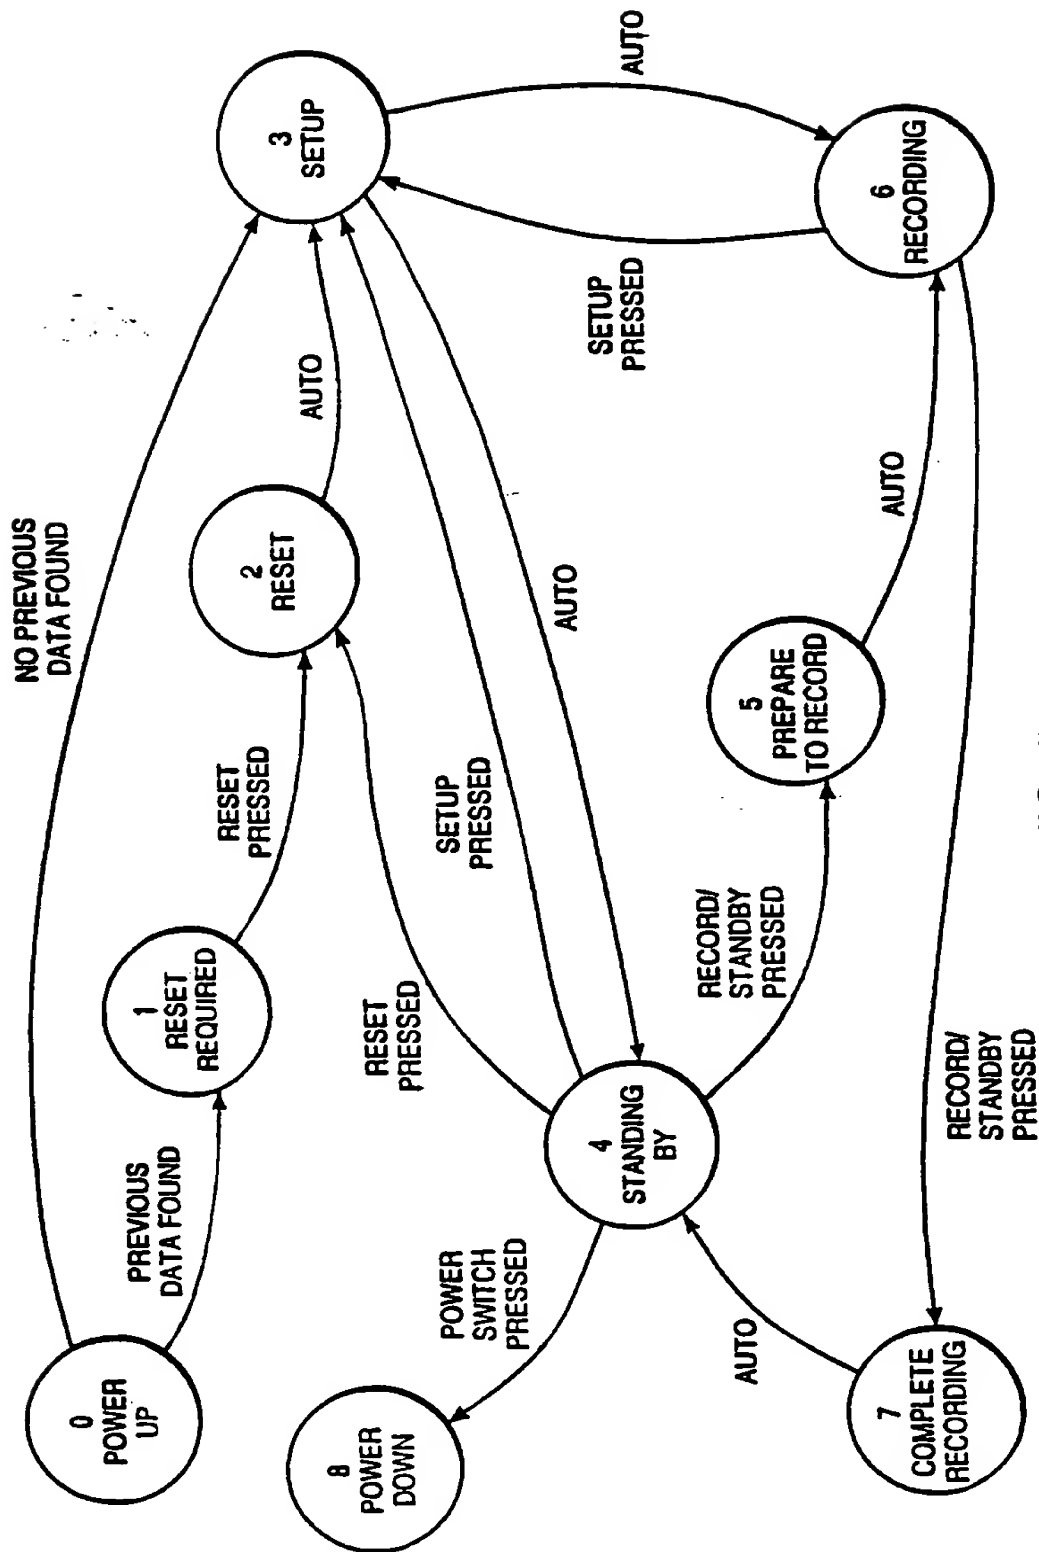 0
POWER
UP
NO PREVIOUS
DATA FOUND
PREVIOUS
DATA FOUND
1
RESET
REQUIRED
RESET
PRESSED
2
RESET
AUTO
3
SETUP
8
POWER
DOWN
POWER
SWITCH
PRESSED
4
STANDING
BY
RESET
PRESSED
SETUP
PRESSED
AUTO
SETUP
PRESSED
AUTO
RECORD/
STANDBY
PRESSED
5
PREPARE
TO RECORD
AUTO
6
RECORDING
7
COMPLETE
RECORDING
AUTO
RECORD/
STANDBY
PRESSED